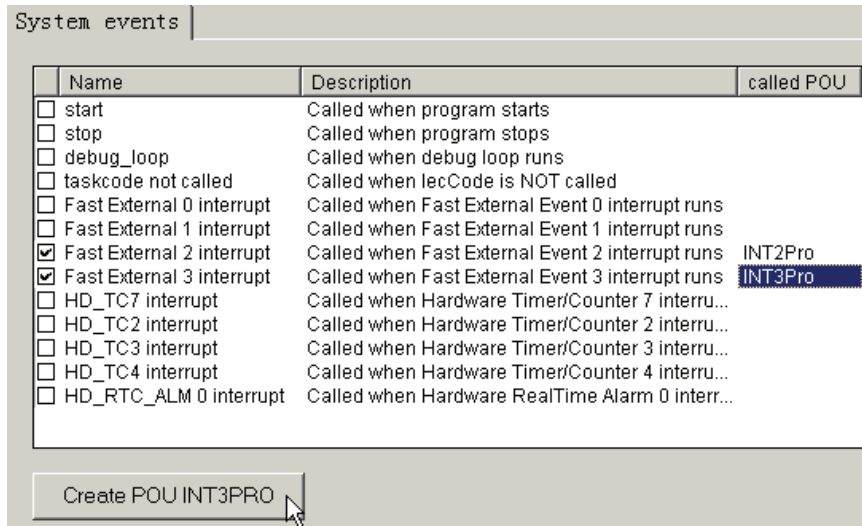 System events
Name Description called POU
start Called when program starts
stop Called when program stops
debug_loop Called when debug loop runs
taskcode not called Called when IecCode is NOT called
Fast External 0 interrupt Called when Fast External Event 0 interrupt runs
Fast External 1 interrupt Called when Fast External Event 1 interrupt runs
Fast External 2 interrupt Called when Fast External Event 2 interrupt runs INT2Pro
Fast External 3 interrupt Called when Fast External Event 3 interrupt runs INT3Pro
HD_TC7 interrupt Called when Hardware Timer/Counter 7 interru...
HD_TC2 interrupt Called when Hardware Timer/Counter 2 interru...
HD_TC3 interrupt Called when Hardware Timer/Counter 3 interru...
HD_TC4 interrupt Called when Hardware Timer/Counter 4 interru...
HD_RTC_ALM 0 interrupt Called when Hardware RealTime Alarm 0 interr...
Create POU INT3PRO